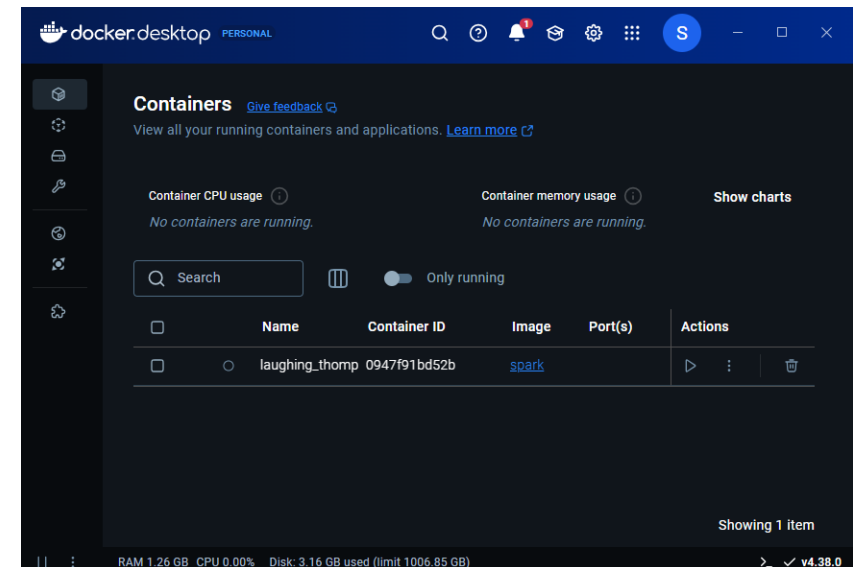 docker.desktop PERSONAL 1 S
Containers Give feedback
View all your running containers and applications. Learn more
Container CPU usage Container memory usage Show charts
No containers are running. No containers are running.
Search Only running
Name Container ID Image Port(s) Actions
laughing_thomp 0947f91bd52b spark
Showing 1 item
RAM 1.26 GB CPU 0.00% Disk: 3.16 GB used (limit 1006.85 GB) v4.38.0